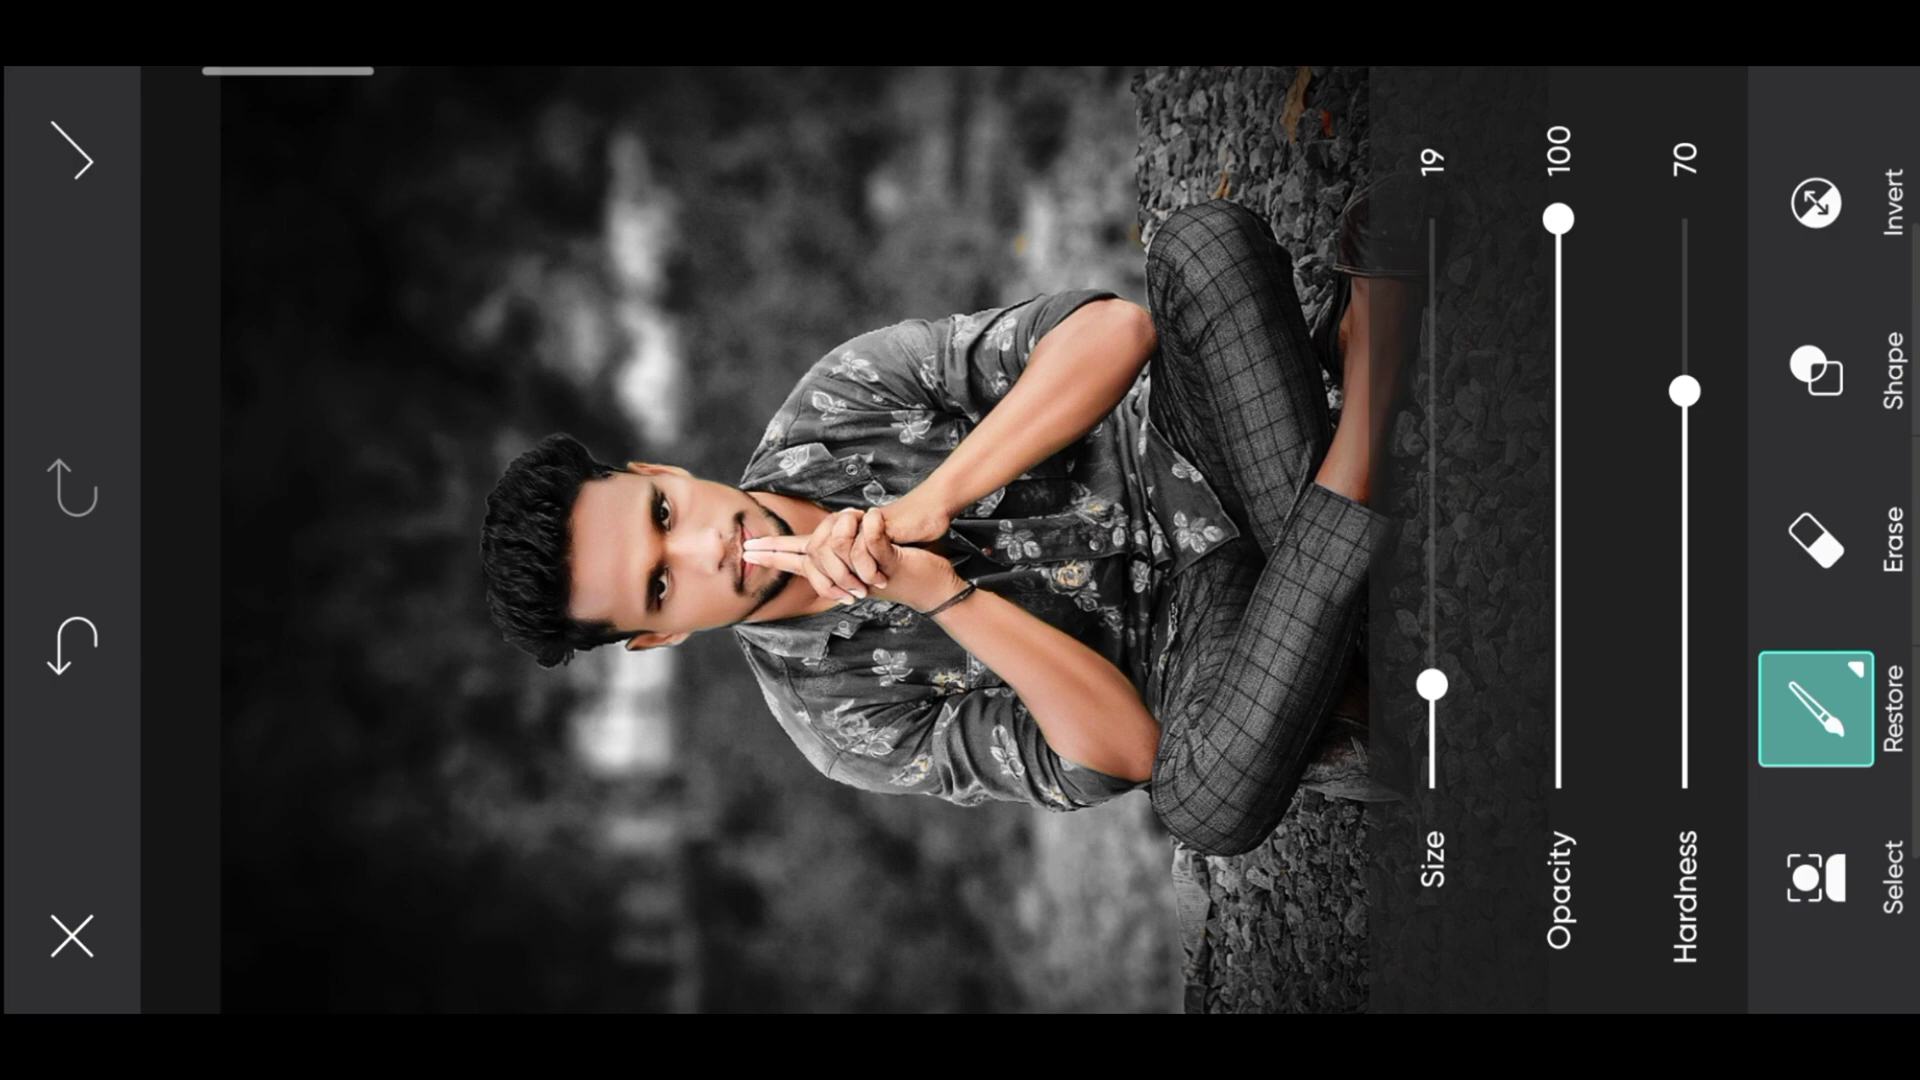 Size 19
Opacity 100
Hardness 70
Select
Restore
Erase
Shape
Invert